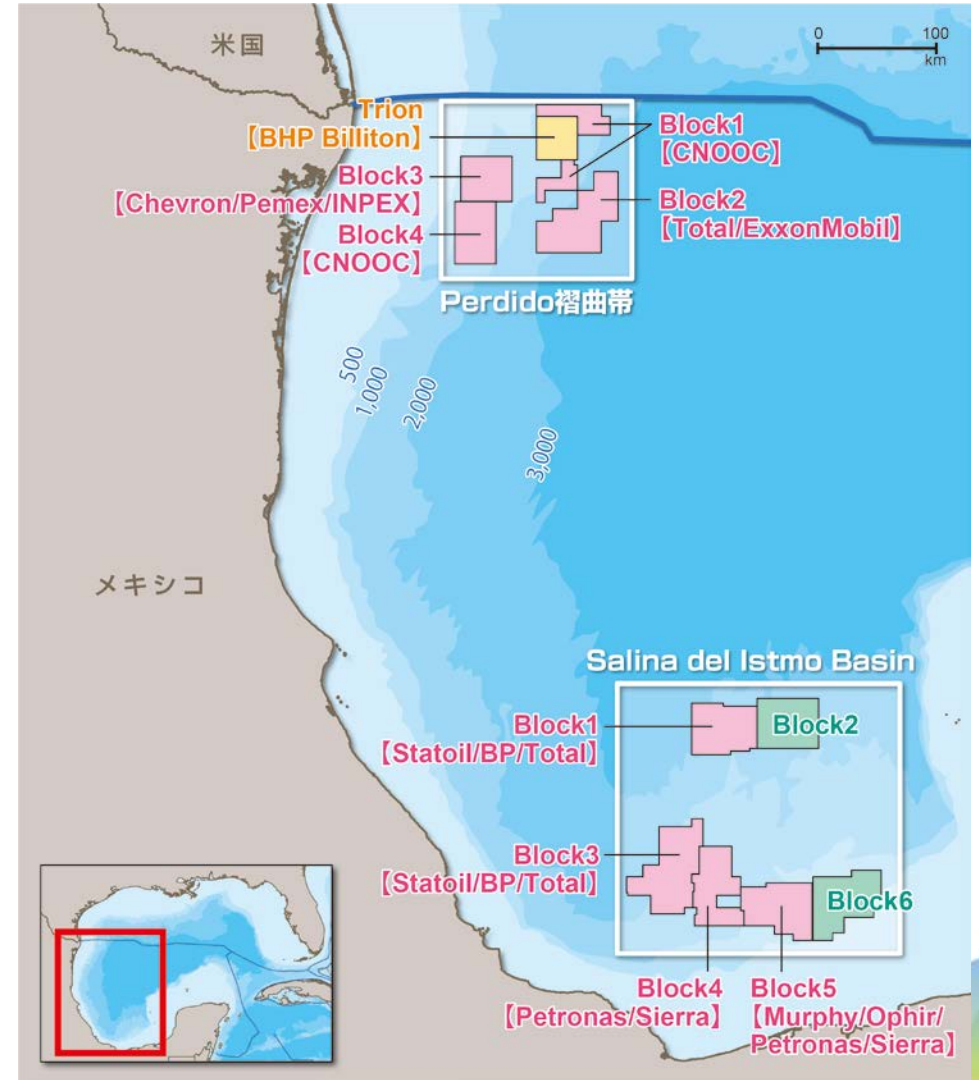 米国
0 100
km
Trion
【BHP Billiton】
Block1
【CNOOC】
Block3
【Chevron/Pemex/INPEX】
Block2
【Total/ExxonMobil】
Block4
【CNOOC】
Perdido褶曲帯
500
1,000
2,000
3,000
メキシコ
Salina del Istmo Basin
Block1
【Statoil/BP/Total】
Block2
Block3
【Statoil/BP/Total】
Block6
Block4
【Petronas/Sierra】
Block5
【Murphy/Ophir/
Petronas/Sierra】